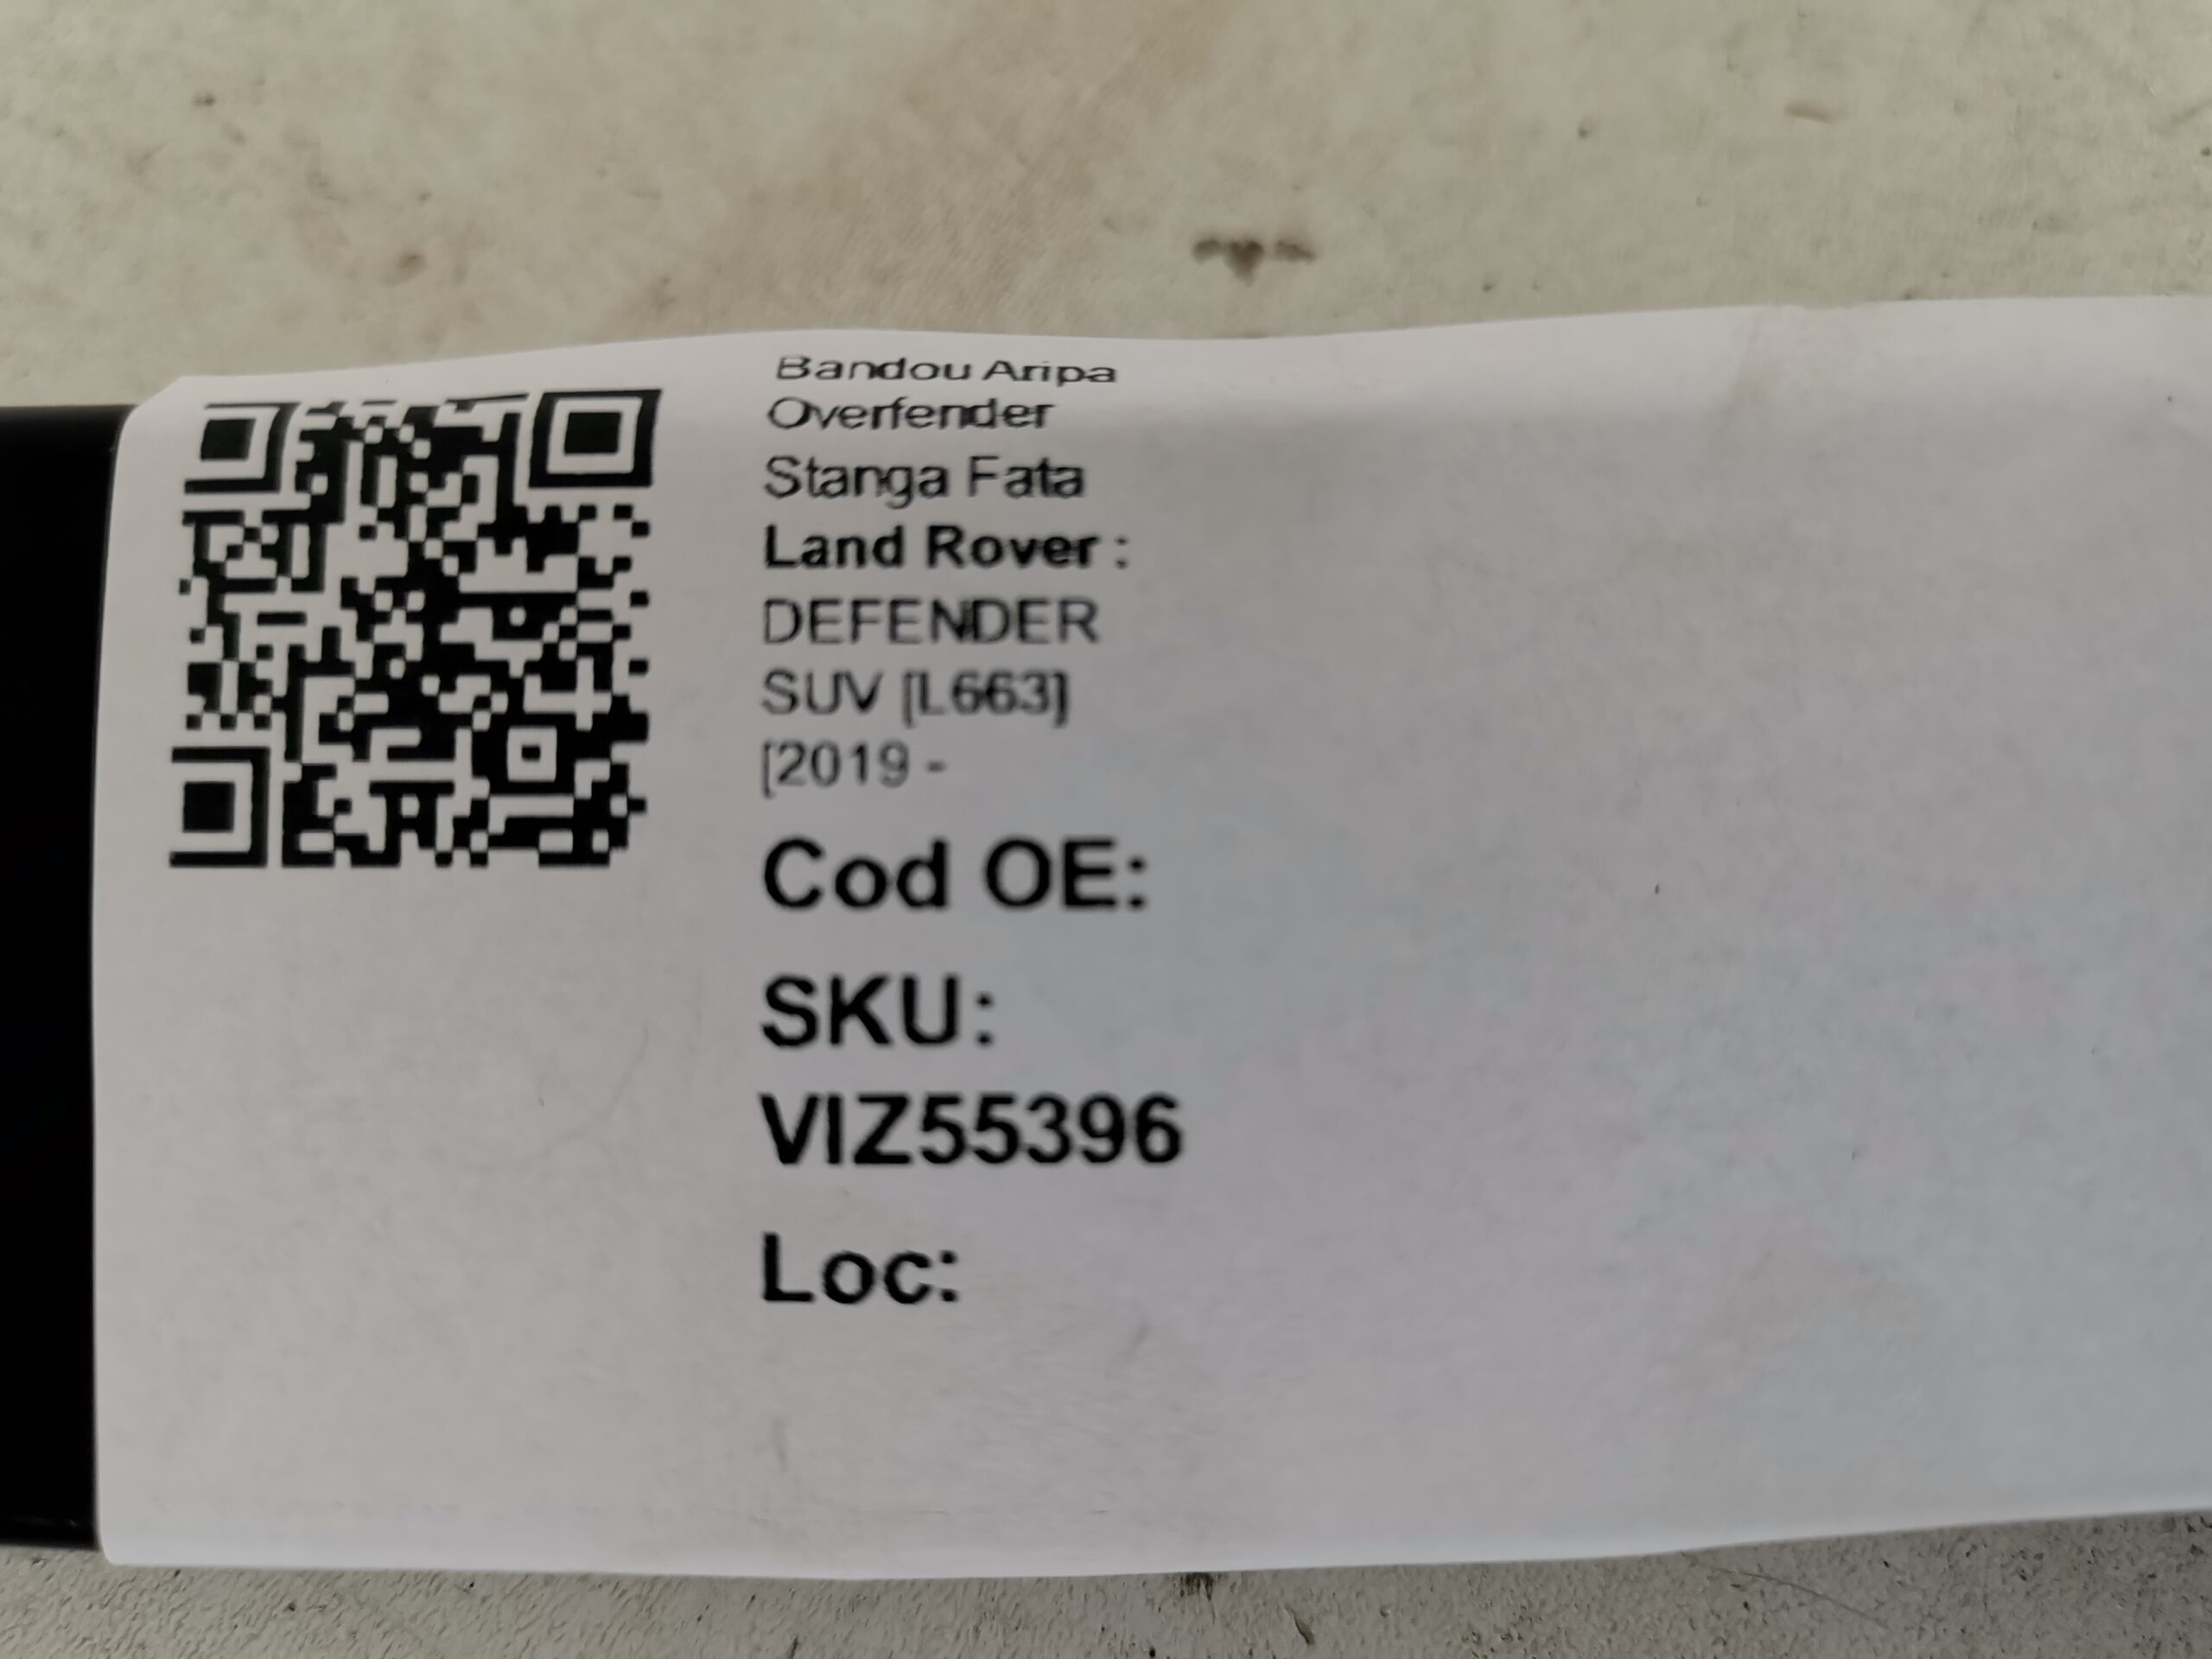 Bandou Aripa
Overfender
Stanga Fata
Land Rover :
DEFENDER
SUV [L663]
[2019 -
Cod OE:
SKU:
VIZ55396
Loc: